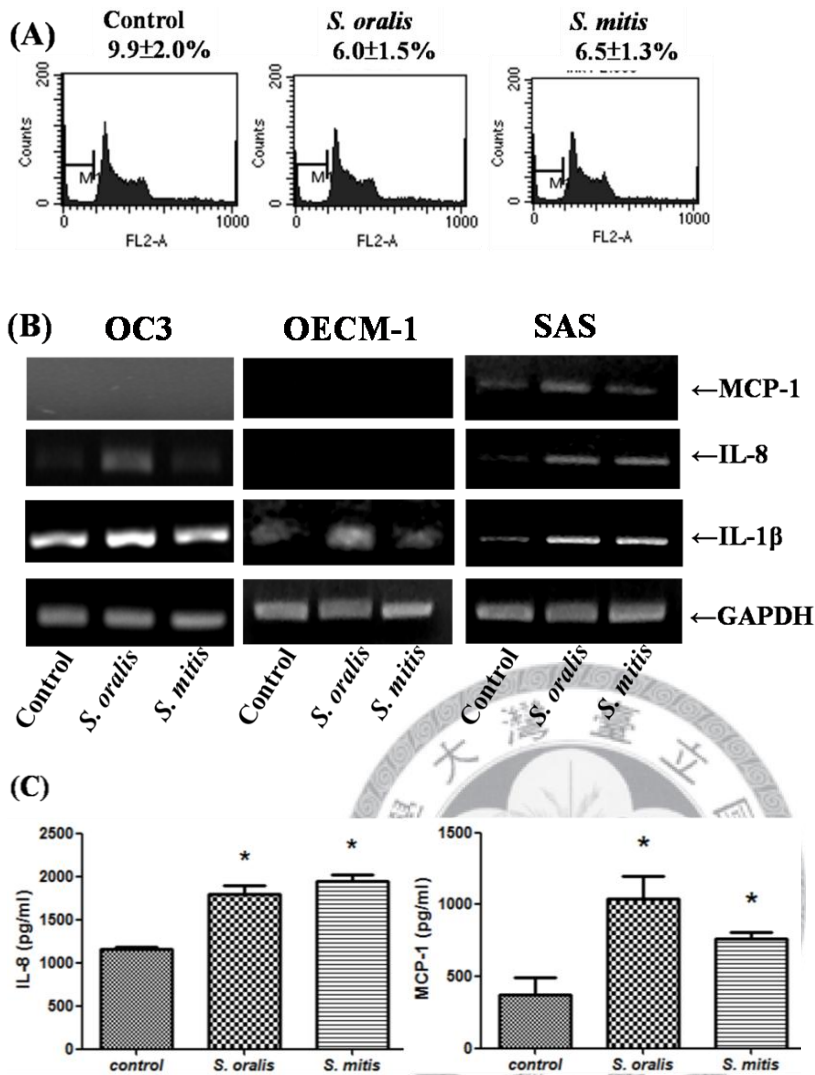 (A)
Control
9.9±2.0%
S. oralis
6.0±1.5%
S. mitis
6.5±1.3%
200
Counts
0
M
0
1000
FL2-A
200
Counts
0
M
0
1000
FL2-A
200
Counts
0
M
0
1000
FL2-A
(B)
OC3
OECM-1
SAS
←MCP-1
←IL-8
←IL-1β
←GAPDH
Control
S. oralis
S. mitis
Control
S. oralis
S. mitis
Control
S. oralis
S. mitis
大灣臺立
(C)
2500
2000
1500
1000
500
0
IL-8 (pg/ml)
*
*
control
S. oralis
S. mitis
1500
1000
500
0
MCP-1 (pg/ml)
*
*
control
S. oralis
S. mitis